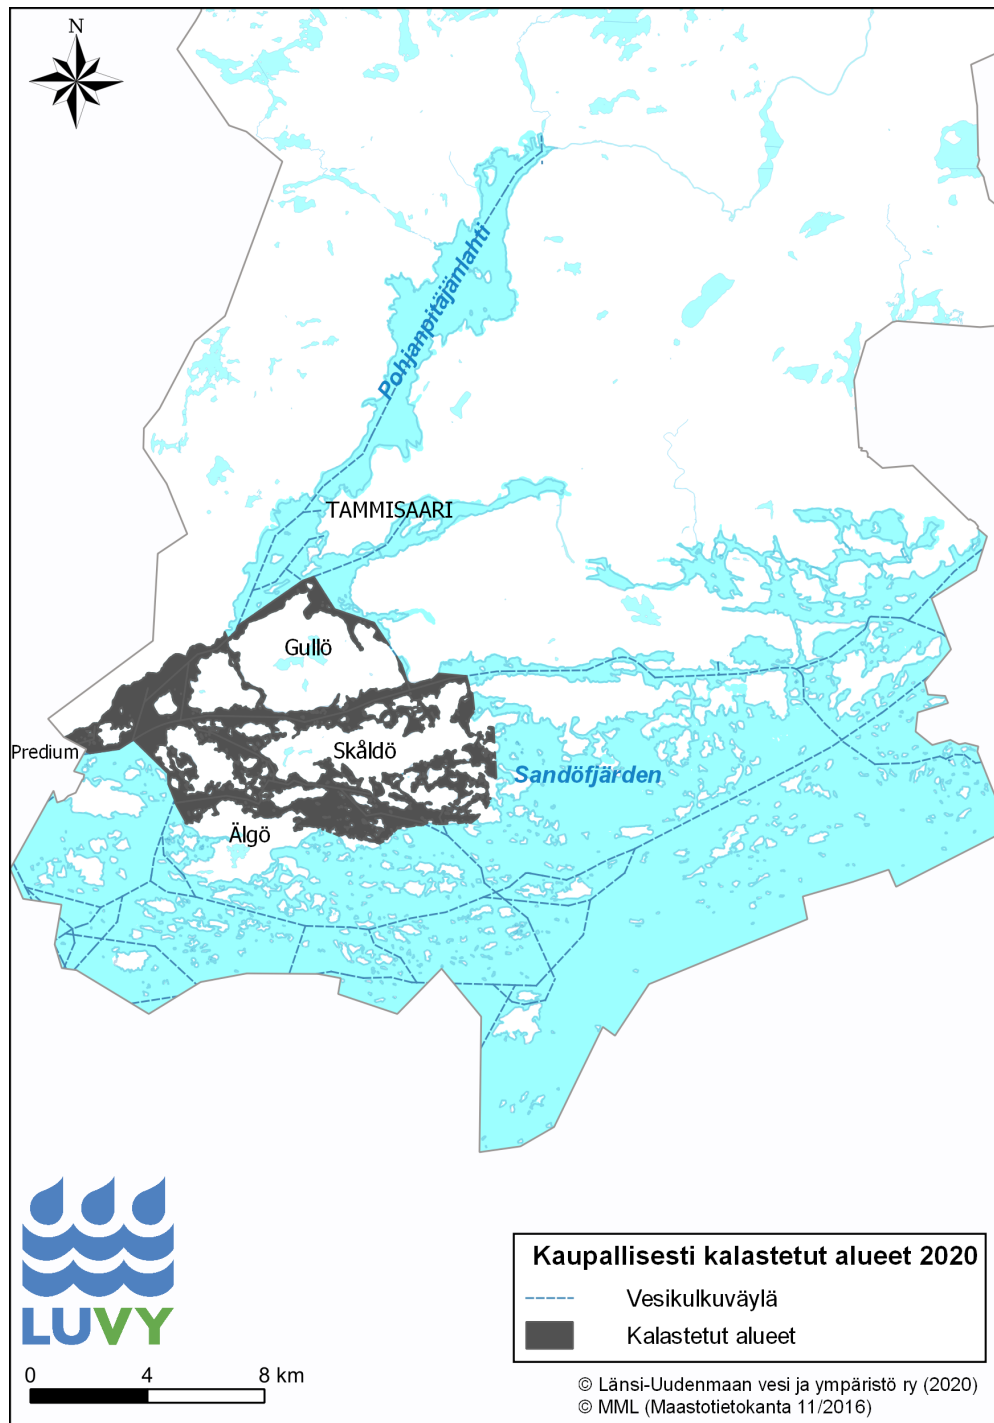 N
Pohjanpitäjänlahti
TAMMISAARI
Gullö
Predium
Skåldö
Sandöfjärden
Älgö
LUVY
0 4 8 km
Kaupallisesti kalastetut alueet 2020
Vesikulkuväylä
Kalastetut alueet
© Länsi-Uudenmaan vesi ja ympäristö ry (2020)
© MML (Maastotietokanta 11/2016)